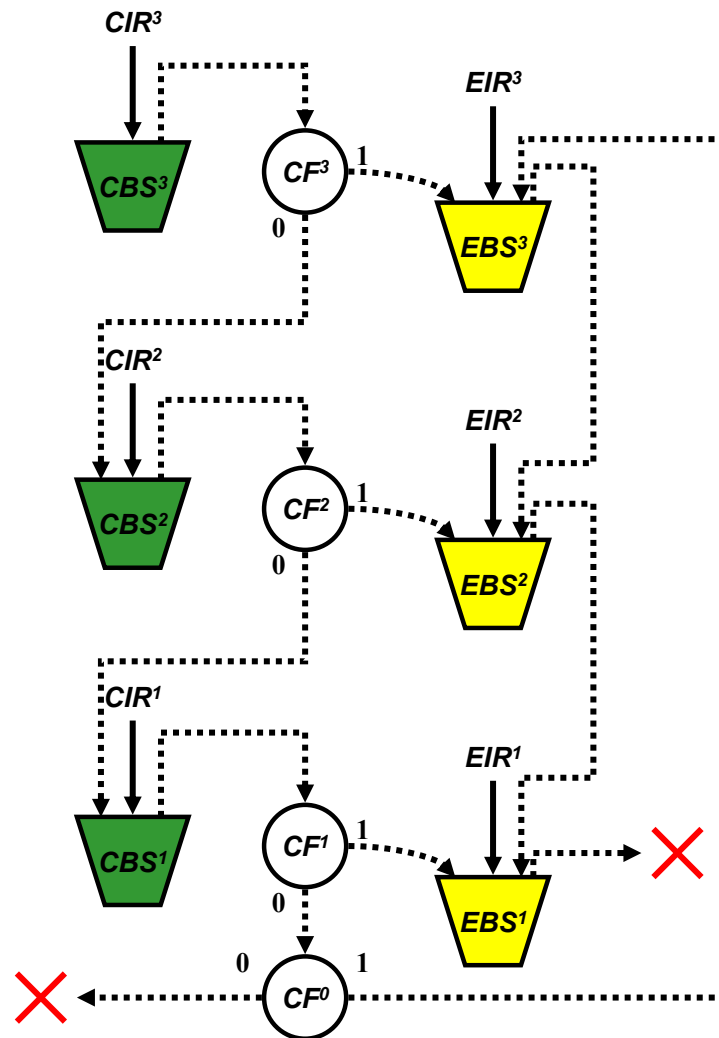 CIR³
EIR³
CBS³
CF³
1
0
EBS³
CIR²
EIR²
CBS²
CF²
1
0
EBS²
CIR¹
EIR¹
CBS¹
CF¹
1
0
EBS¹
0
CF⁰
1